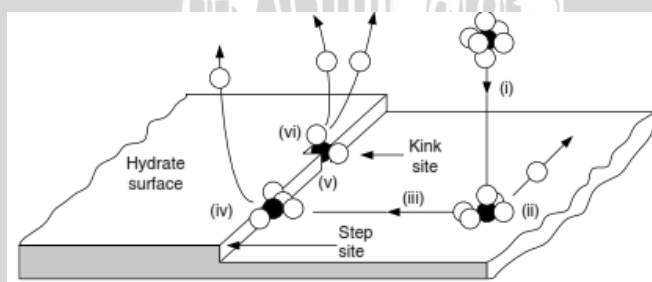 (i)
(vi)
Hydrate
surface
Kink
site
(v)
(iv)
(iii)
(ii)
Step
site